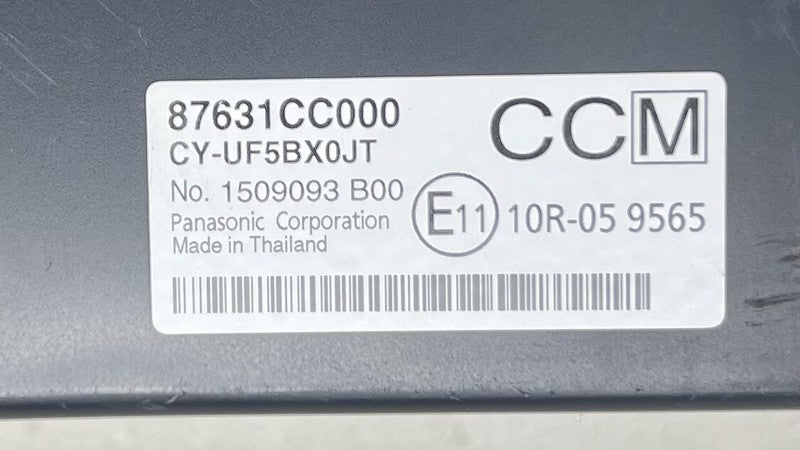 87631CC000
CCM
CY-UF5BX0JT
No. 1509093 B00
E11 10R-05 9565
Panasonic Corporation
Made in Thailand